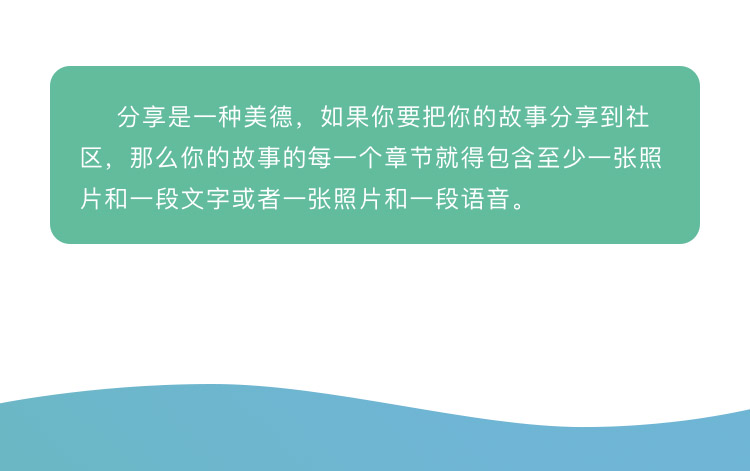 分享是一种美德，如果你要把你的故事分享到社
区，那么你的故事的每一个章节就得包含至少一张照
片和一段文字或者一张照片和一段语音。